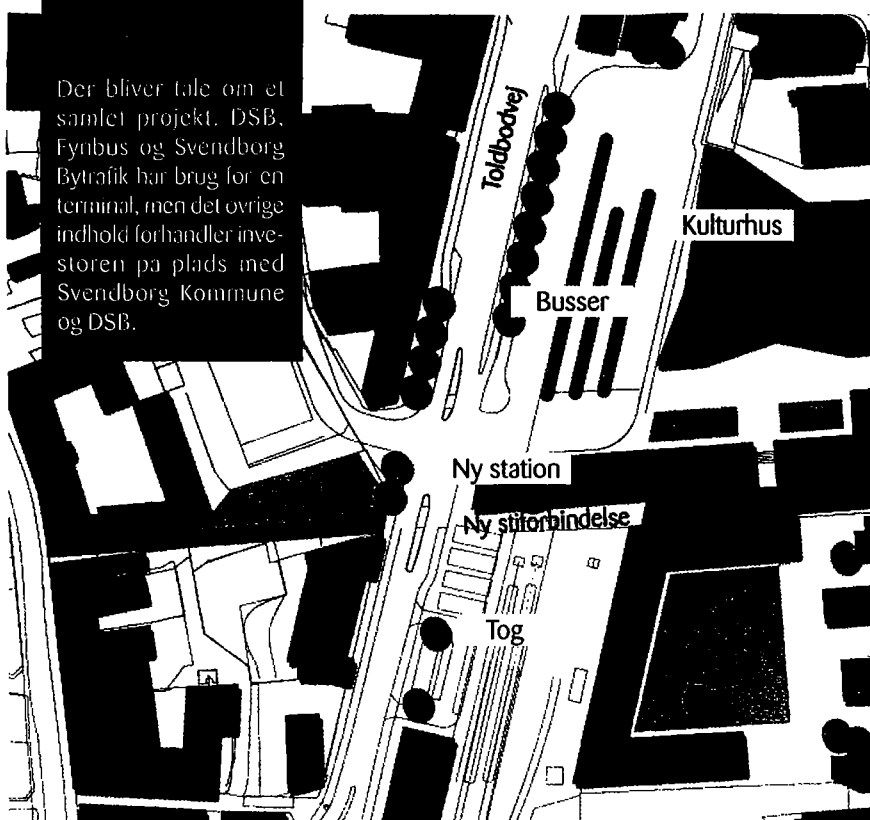 Der bliver tale om et
samlet projekt. DSB,
Fynbus og Svendborg
Bytrafik har brug for en
terminal, men det øvrige
indhold forhandler inve-
storen på plads med
Svendborg Kommune
og DSB.
Toldbodvej
Kulturhus
Busser
Ny station
Ny stiforbindelse
Tog